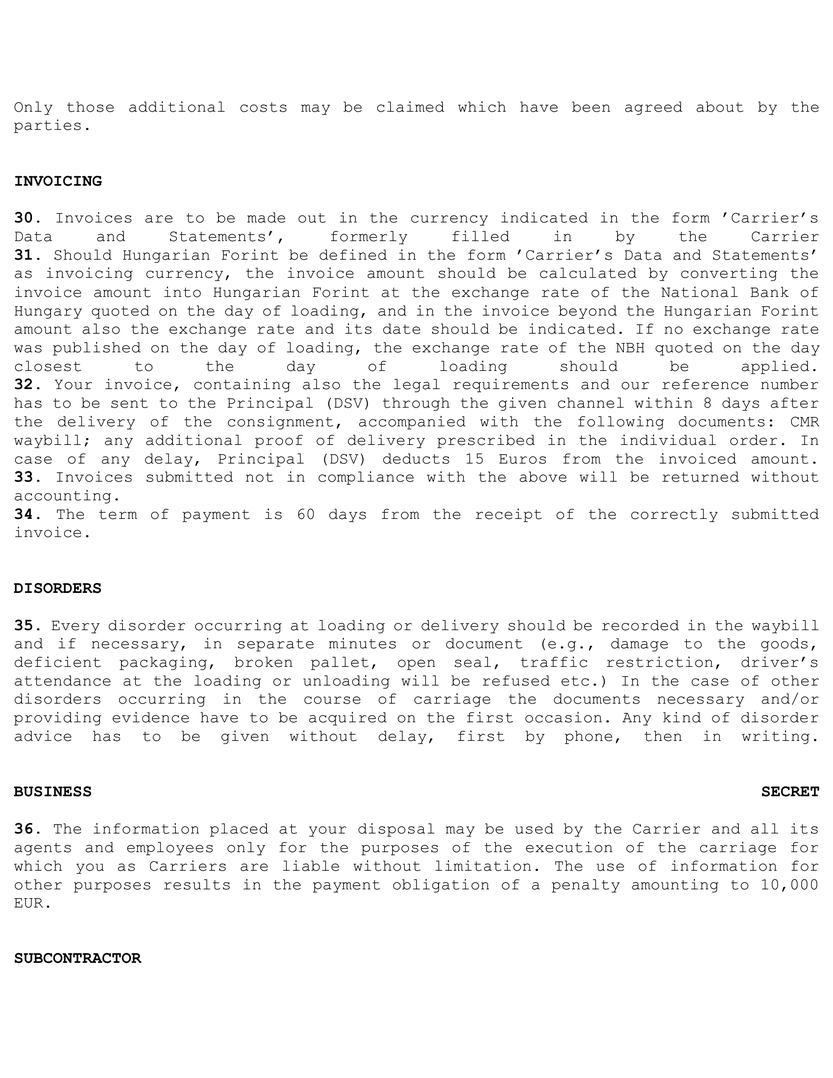 Only those additional costs may be claimed which have been agreed about by the
parties.
INVOICING
30. Invoices are to be made out in the currency indicated in the form ’Carrier’s
Data and Statements’, formerly filled in by the Carrier
31. Should Hungarian Forint be defined in the form ’Carrier’s Data and Statements’
as invoicing currency, the invoice amount should be calculated by converting the
invoice amount into Hungarian Forint at the exchange rate of the National Bank of
Hungary quoted on the day of loading, and in the invoice beyond the Hungarian Forint
amount also the exchange rate and its date should be indicated. If no exchange rate
was published on the day of loading, the exchange rate of the NBH quoted on the day
closest to the day of loading should be applied.
32. Your invoice, containing also the legal requirements and our reference number
has to be sent to the Principal (DSV) through the given channel within 8 days after
the delivery of the consignment, accompanied with the following documents: CMR
waybill; any additional proof of delivery prescribed in the individual order. In
case of any delay, Principal (DSV) deducts 15 Euros from the invoiced amount.
33. Invoices submitted not in compliance with the above will be returned without
accounting.
34. The term of payment is 60 days from the receipt of the correctly submitted
invoice.
DISORDERS
35. Every disorder occurring at loading or delivery should be recorded in the waybill
and if necessary, in separate minutes or document (e.g., damage to the goods,
deficient packaging, broken pallet, open seal, traffic restriction, driver’s
attendance at the loading or unloading will be refused etc.) In the case of other
disorders occurring in the course of carriage the documents necessary and/or
providing evidence have to be acquired on the first occasion. Any kind of disorder
advice has to be given without delay, first by phone, then in writing.
BUSINESS SECRET
36. The information placed at your disposal may be used by the Carrier and all its
agents and employees only for the purposes of the execution of the carriage for
which you as Carriers are liable without limitation. The use of information for
other purposes results in the payment obligation of a penalty amounting to 10,000
EUR.
SUBCONTRACTOR